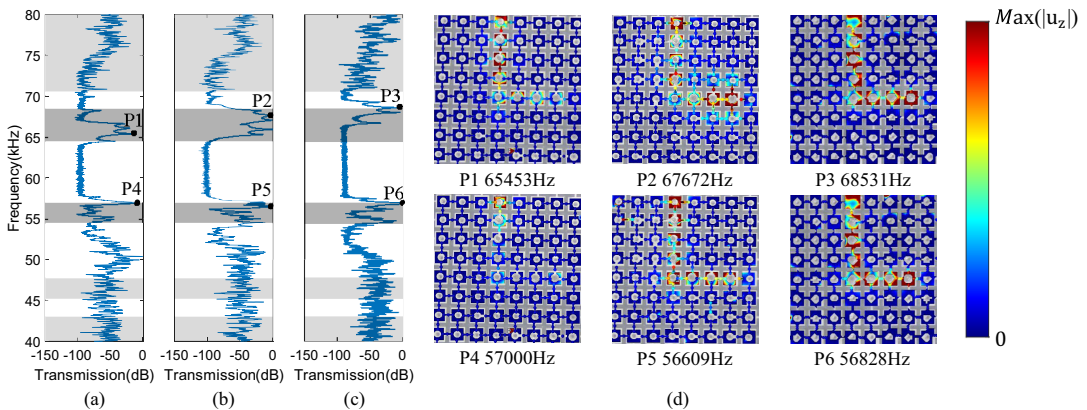 Frequency(kHz)
80
75
70
65
60
55
50
45
40
P1
P4
P2
P5
P3
P6
-150 -100 -50 0
-150 -100 -50 0
-150 -100 -50 0
Transmission(dB)
Transmission(dB)
Transmission(dB)
(a)
(b)
(c)
P1 65453Hz
P2 67672Hz
P3 68531Hz
P4 57000Hz
P5 56609Hz
P6 56828Hz
(d)
Max(|u_z|)
0